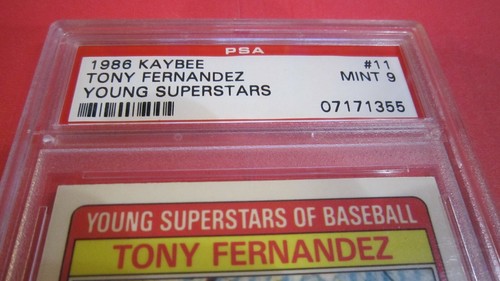 PSA
1986 KAYBEE #11
TONY FERNANDEZ MINT 9
YOUNG SUPERSTARS
07171355
YOUNG SUPERSTARS OF BASEBALL
TONY FERNANDEZ